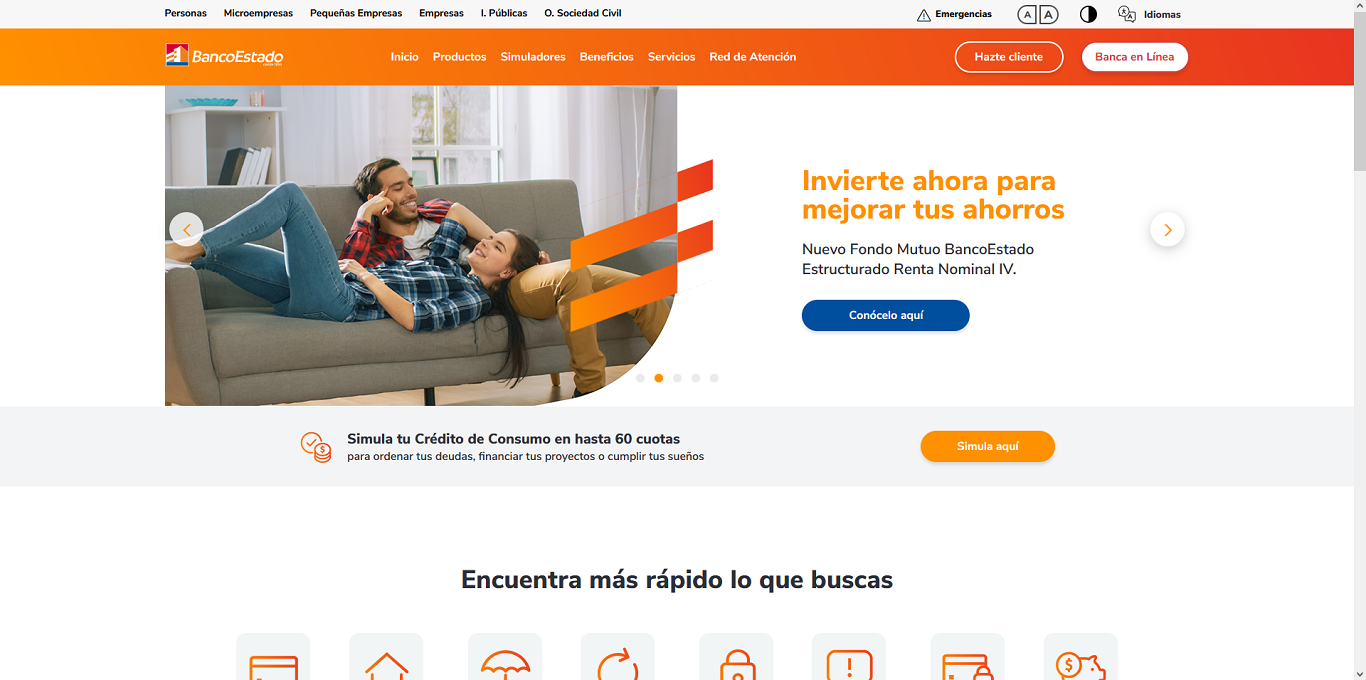 Personas Microempresas Pequeñas Empresas Empresas I. Públicas O. Sociedad Civil Emergencias A A Idiomas
BancoEstado Inicio Productos Simuladores Beneficios Servicios Red de Atención Hazte cliente Banca en Línea
Invierte ahora para
mejorar tus ahorros
Nuevo Fondo Mutuo BancoEstado
Estructurado Renta Nominal IV.
Conócelo aquí
Simula tu Crédito de Consumo en hasta 60 cuotas
para ordenar tus deudas, financiar tus proyectos o cumplir tus sueños
Simula aquí
Encuentra más rápido lo que buscas